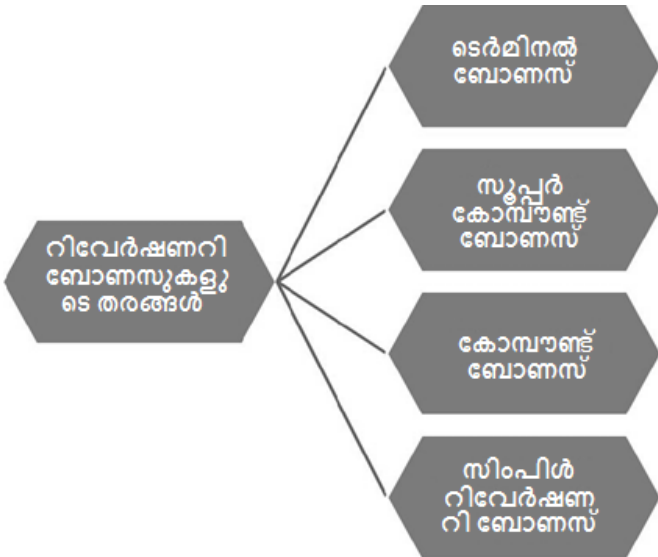 റിവേർഷണറി
ബോണസുകളു
ടെ തരങ്ങൾ
ടെർമിനൽ
ബോണസ്
സൂപ്പർ
കോമ്പൗണ്ട്
ബോണസ്
കോമ്പൗണ്ട്
ബോണസ്
സിംപിൾ
റിവേർഷണ
റി ബോണസ്